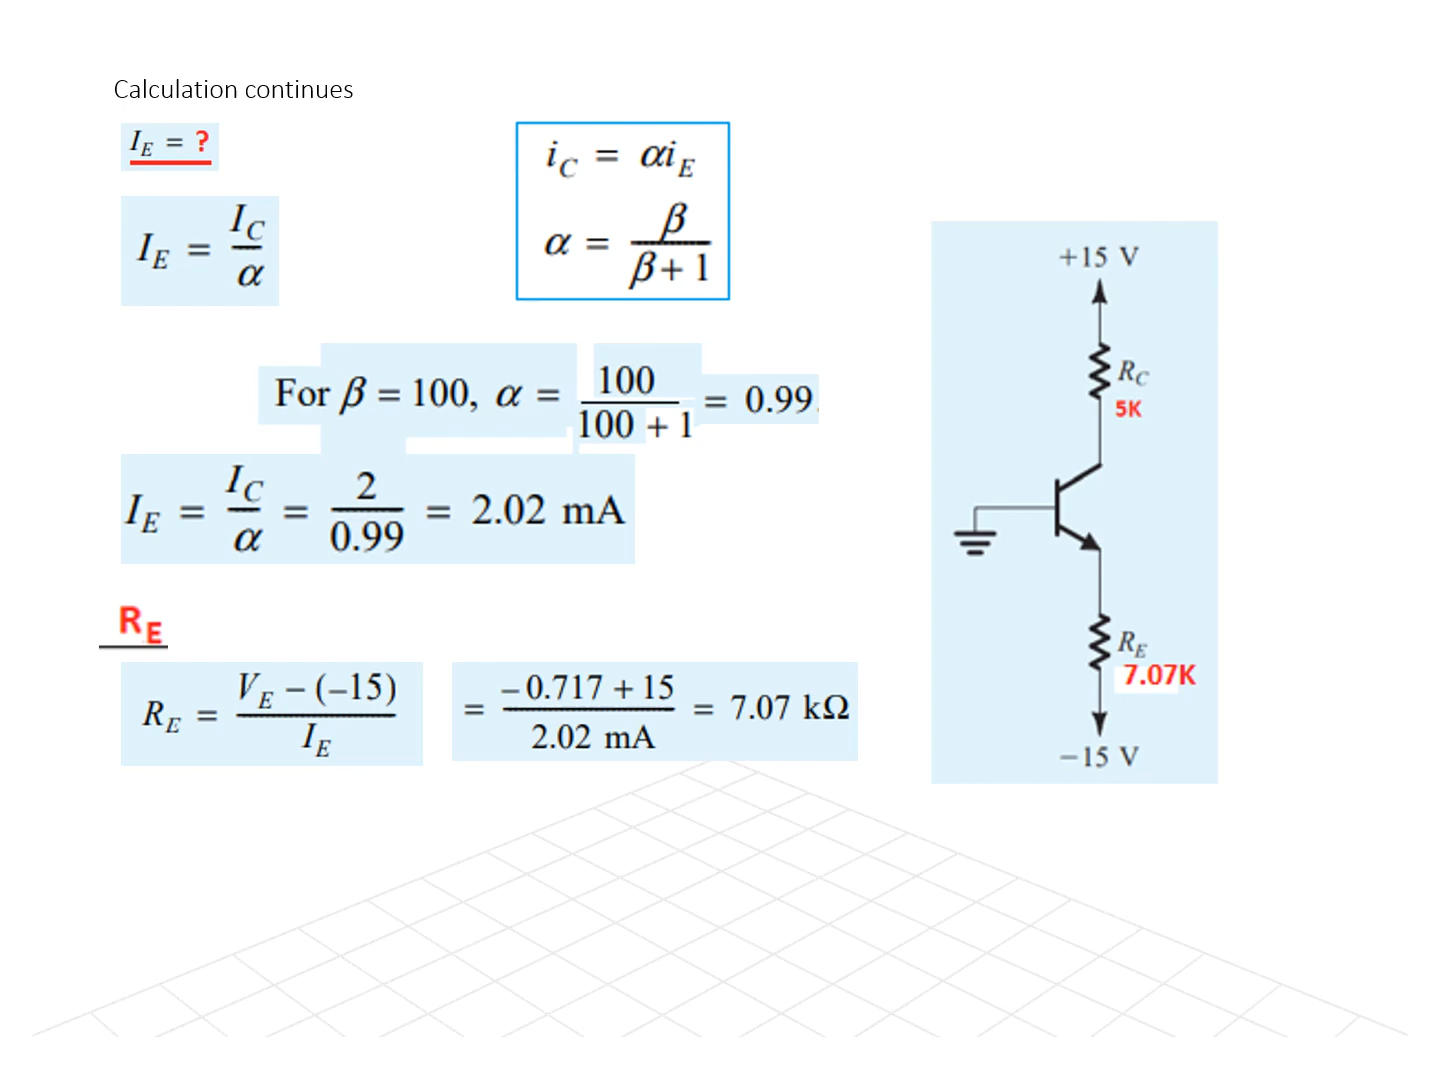 Calculation continues
I_E = ?
i_C = αi_E
α = β / (β + 1)
I_E = I_C / α
For β = 100, α = 100 / (100 + 1) = 0.99
I_E = I_C / α = 2 / 0.99 = 2.02 mA
R_E
R_E = (V_E − (−15)) / I_E = (−0.717 + 15) / 2.02 mA = 7.07 kΩ
+15 V
R_C
5K
R_E
7.07K
−15 V